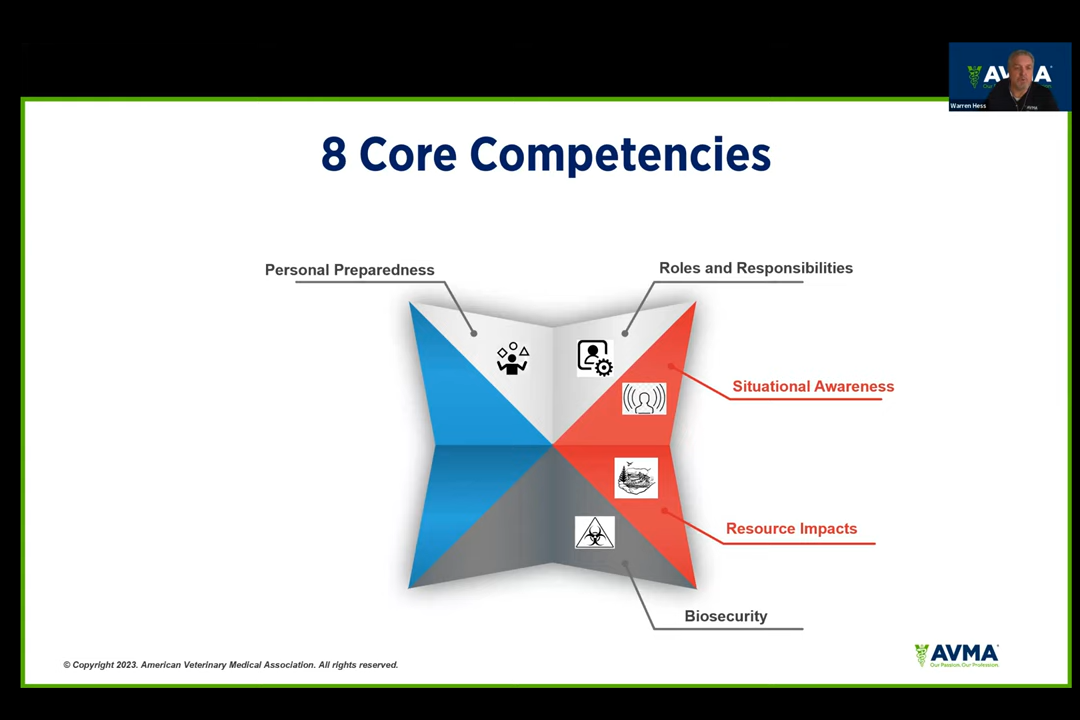 AVMA
Warren Hess
8 Core Competencies
Personal Preparedness
Roles and Responsibilities
Situational Awareness
Resource Impacts
Biosecurity
© Copyright 2023. American Veterinary Medical Association. All rights reserved.
AVMA
Our Passion. Our Profession.